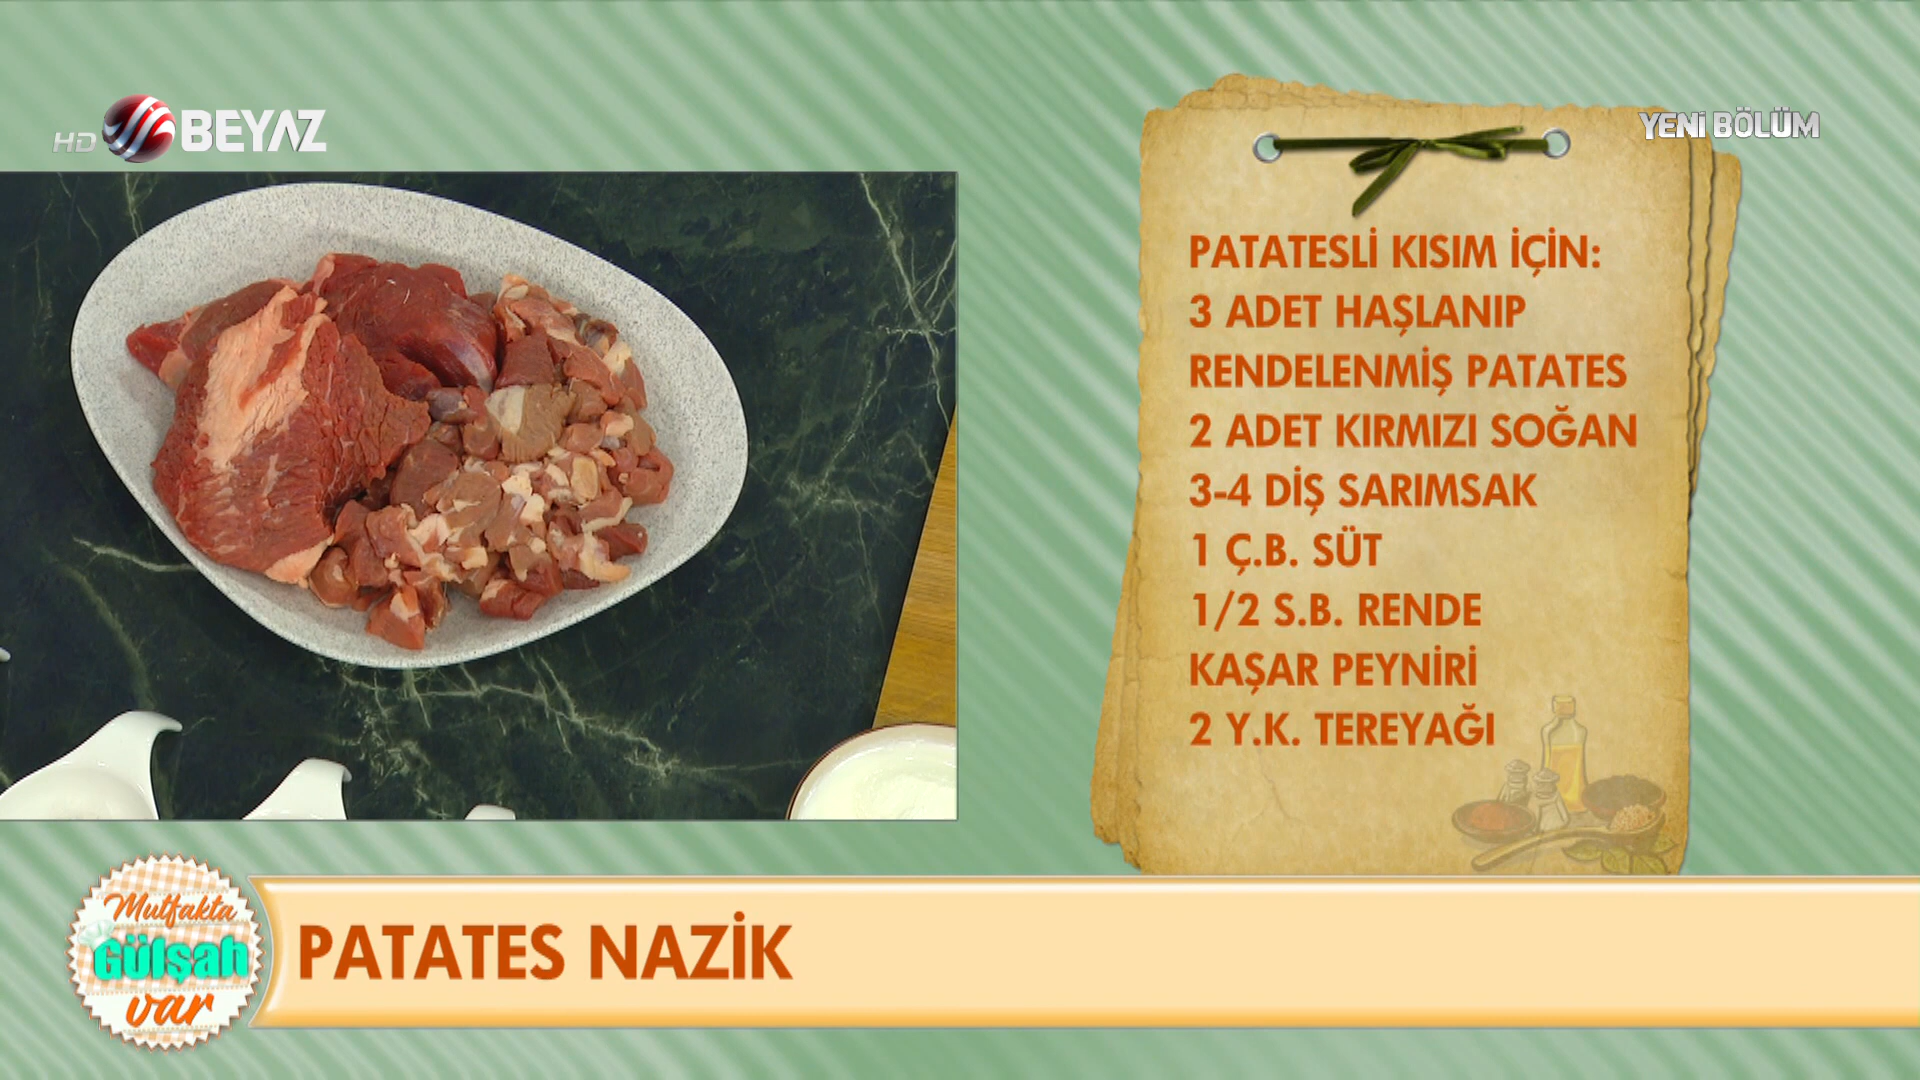 HD BEYAZ
YENİ BÖLÜM
PATATESLİ KISIM İÇİN:
3 ADET HAŞLANIP
RENDELENMİŞ PATATES
2 ADET KIRMIZI SOĞAN
3-4 DİŞ SARIMSAK
1 Ç.B. SÜT
1/2 S.B. RENDE
KAŞAR PEYNİRİ
2 Y.K. TEREYAĞI
Mutfakta
Gülşah
var
PATATES NAZİK